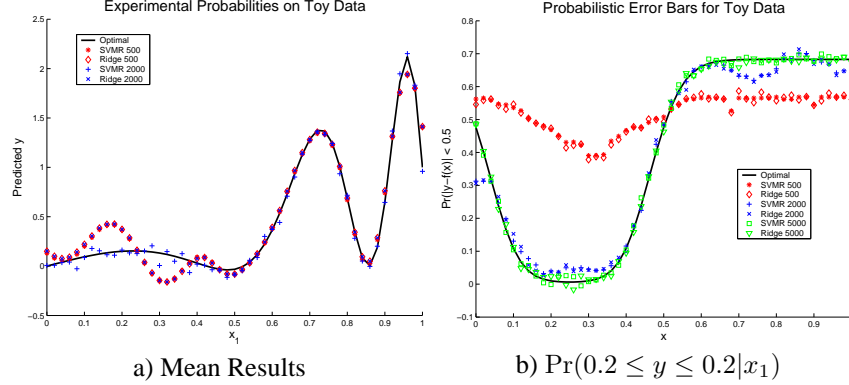 Experimental Probabilities on Toy Data
2.5
2
1.5
1
0.5
0
-0.5
Predicted y
Optimal
SVMR 500
Ridge 500
SVMR 2000
Ridge 2000
0 0.1 0.2 0.3 0.4 0.5 0.6 0.7 0.8 0.9 1
x1
a) Mean Results
Probabilistic Error Bars for Toy Data
0.8
0.7
0.6
0.5
0.4
0.3
0.2
0.1
0
-0.1
Pr(|y-f(x)| < 0.5
Optimal
SVMR 500
Ridge 500
SVMR 2000
Ridge 2000
SVMR 5000
Ridge 5000
0 0.1 0.2 0.3 0.4 0.5 0.6 0.7 0.8 0.9
x
b) Pr(0.2 ≤ y ≤ 0.2|x1)